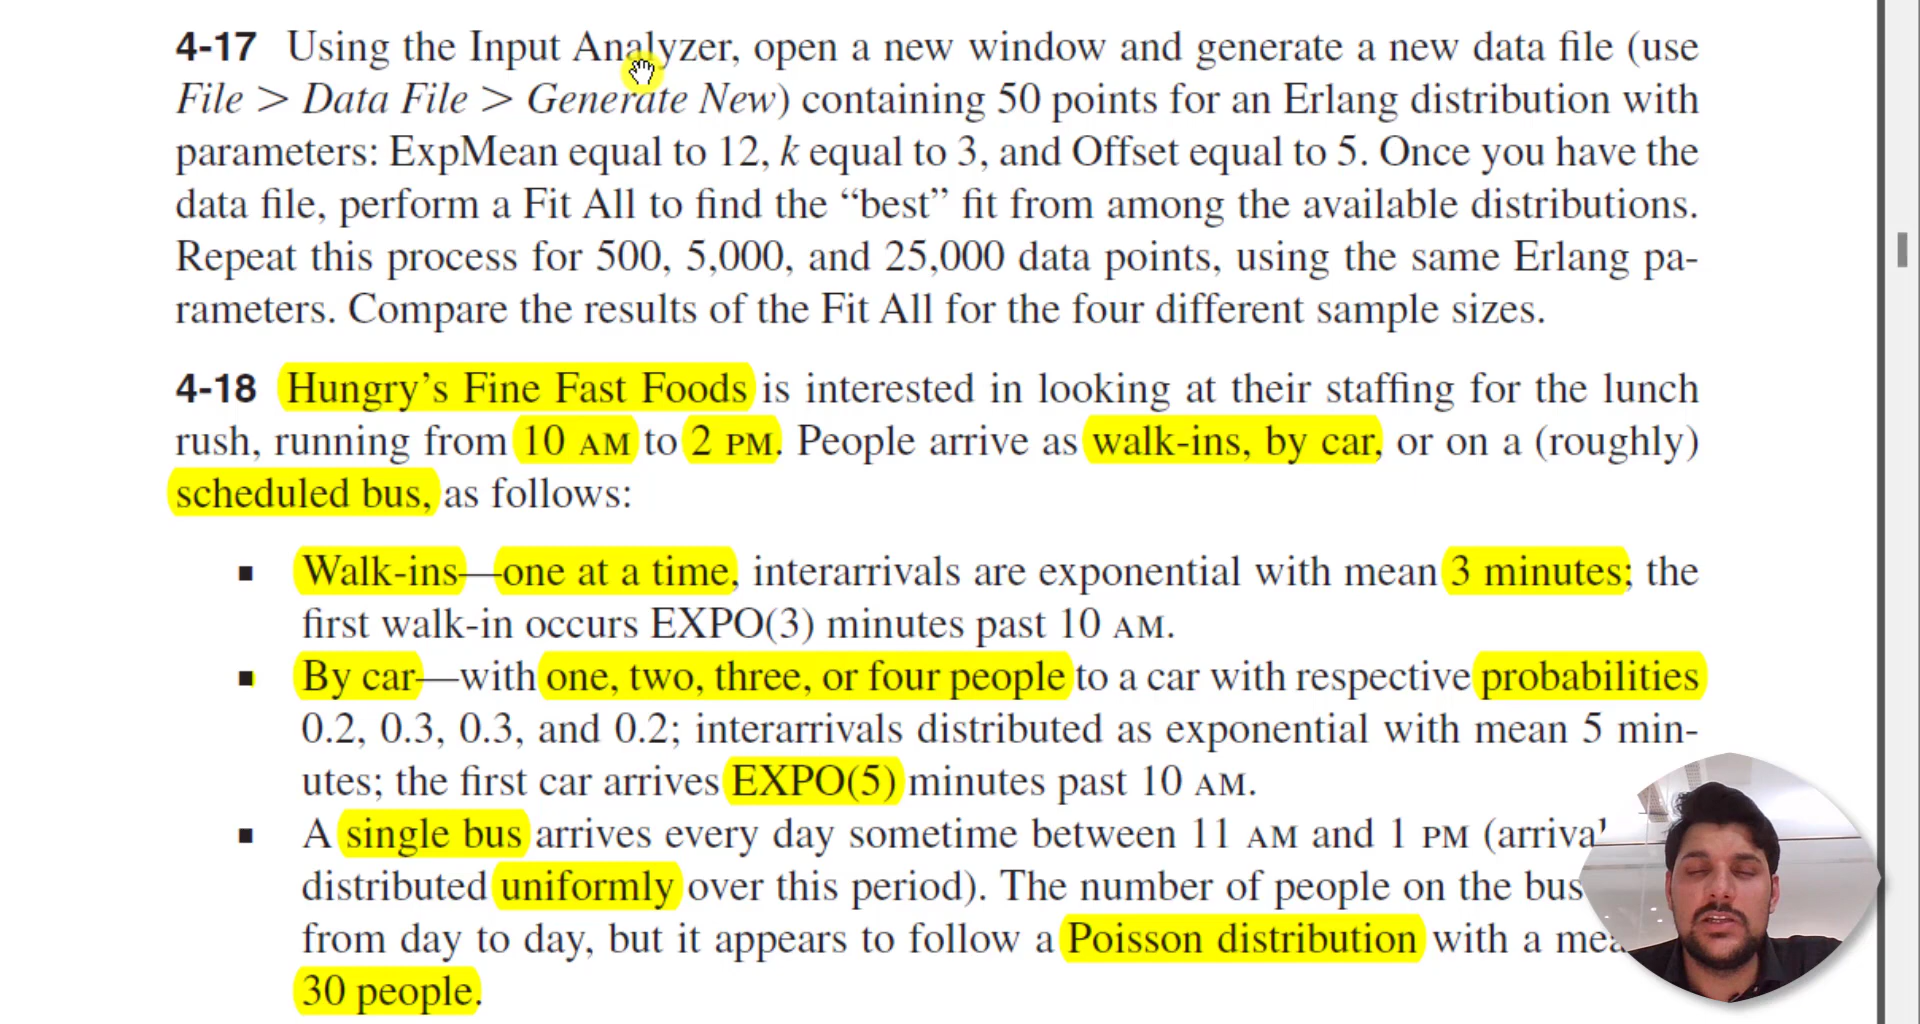 4-17 Using the Input Analyzer, open a new window and generate a new data file (use
File > Data File > Generate New) containing 50 points for an Erlang distribution with
parameters: ExpMean equal to 12, k equal to 3, and Offset equal to 5. Once you have the
data file, perform a Fit All to find the “best” fit from among the available distributions.
Repeat this process for 500, 5,000, and 25,000 data points, using the same Erlang pa-
rameters. Compare the results of the Fit All for the four different sample sizes.
4-18 Hungry’s Fine Fast Foods is interested in looking at their staffing for the lunch
rush, running from 10 AM to 2 PM. People arrive as walk-ins, by car, or on a (roughly)
scheduled bus, as follows:
■ Walk-ins—one at a time, interarrivals are exponential with mean 3 minutes; the
first walk-in occurs EXPO(3) minutes past 10 AM.
■ By car—with one, two, three, or four people to a car with respective probabilities
0.2, 0.3, 0.3, and 0.2; interarrivals distributed as exponential with mean 5 min-
utes; the first car arrives EXPO(5) minutes past 10 AM.
■ A single bus arrives every day sometime between 11 AM and 1 PM (arrival
distributed uniformly over this period). The number of people on the bus
from day to day, but it appears to follow a Poisson distribution with a
30 people.